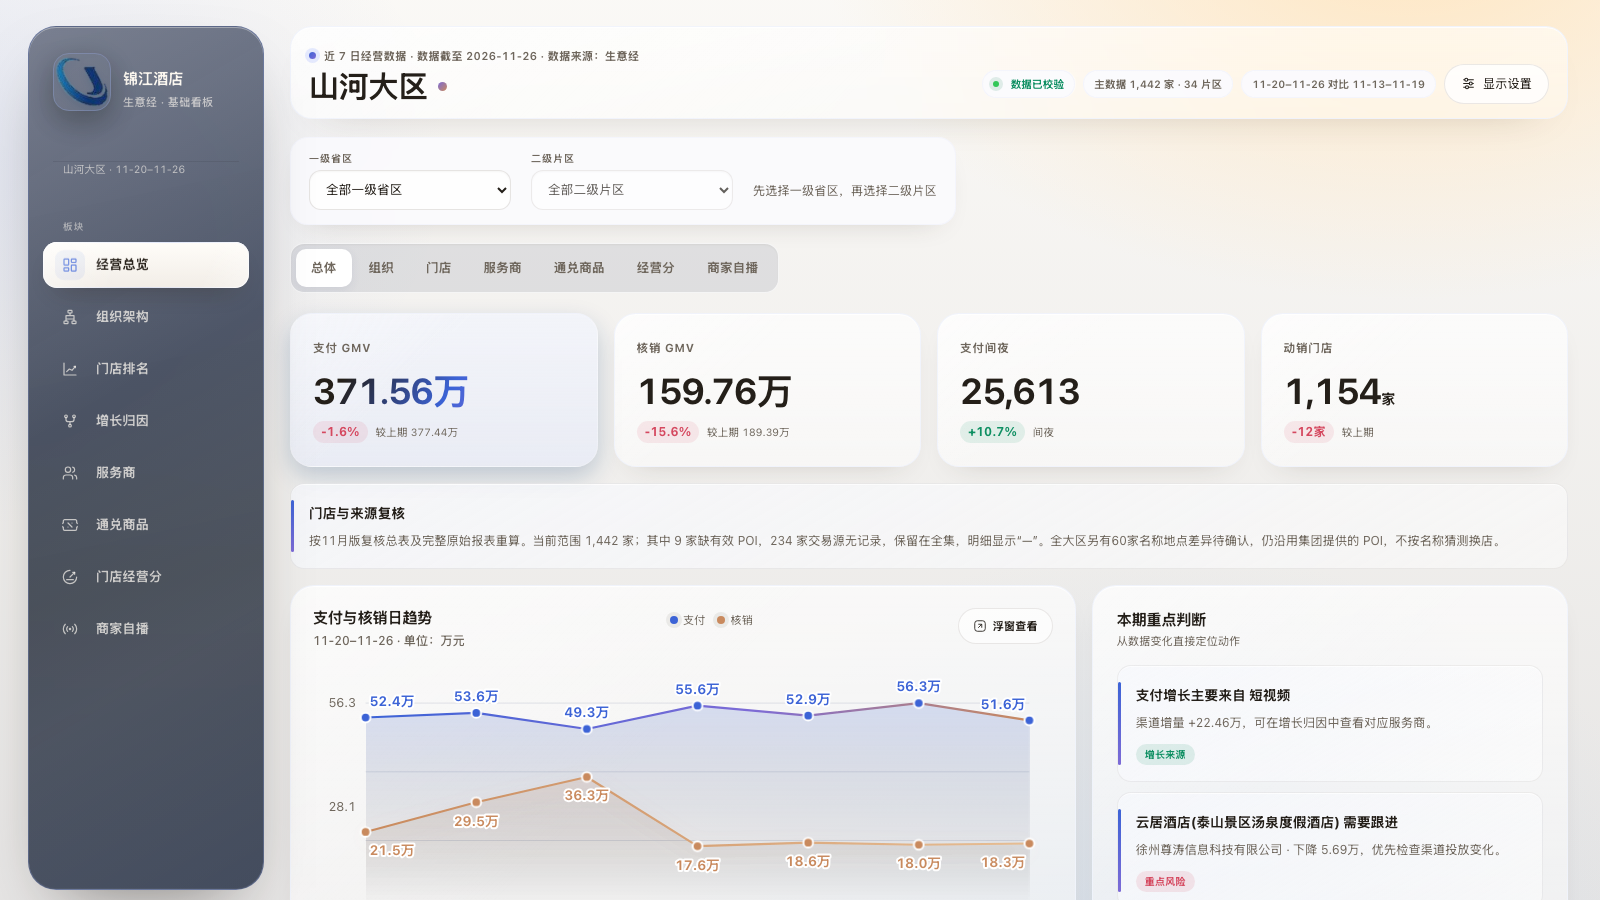 锦江酒店
生意经 · 基础看板
山河大区 · 11-20–11-26
板块
经营总览
组织架构
门店排名
增长归因
服务商
通兑商品
门店经营分
商家自播
近 7 日经营数据 · 数据截至 2026-11-26 · 数据来源：生意经
山河大区
数据已校验
主数据 1,442 家 · 34 片区
11-20–11-26 对比 11-13–11-19
显示设置
一级省区
全部一级省区
二级片区
全部二级片区
先选择一级省区，再选择二级片区
总体 组织 门店 服务商 通兑商品 经营分 商家自播
支付 GMV
371.56万
-1.6% 较上期 377.44万
核销 GMV
159.76万
-15.6% 较上期 189.39万
支付间夜
25,613
+10.7% 间夜
动销门店
1,154家
-12家 较上期
门店与来源复核
按11月版复核总表及完整原始报表重算。当前范围 1,442 家；其中 9 家缺有效 POI，234 家交易源无记录，保留在全集，明细显示“—”。全大区另有60家名称地点差异待确认，仍沿用集团提供的 POI，不按名称猜测换店。
支付与核销日趋势
11-20–11-26 · 单位：万元
支付 核销
浮窗查看
56.3
28.1
52.4万 53.6万 49.3万 55.6万 52.9万 56.3万 51.6万
21.5万 29.5万 36.3万 17.6万 18.6万 18.0万 18.3万
本期重点判断
从数据变化直接定位动作
支付增长主要来自 短视频
渠道增量 +22.46万，可在增长归因中查看对应服务商。
增长来源
云居酒店(泰山景区汤泉度假酒店) 需要跟进
徐州尊涛信息科技有限公司 · 下降 5.69万，优先检查渠道投放变化。
重点风险